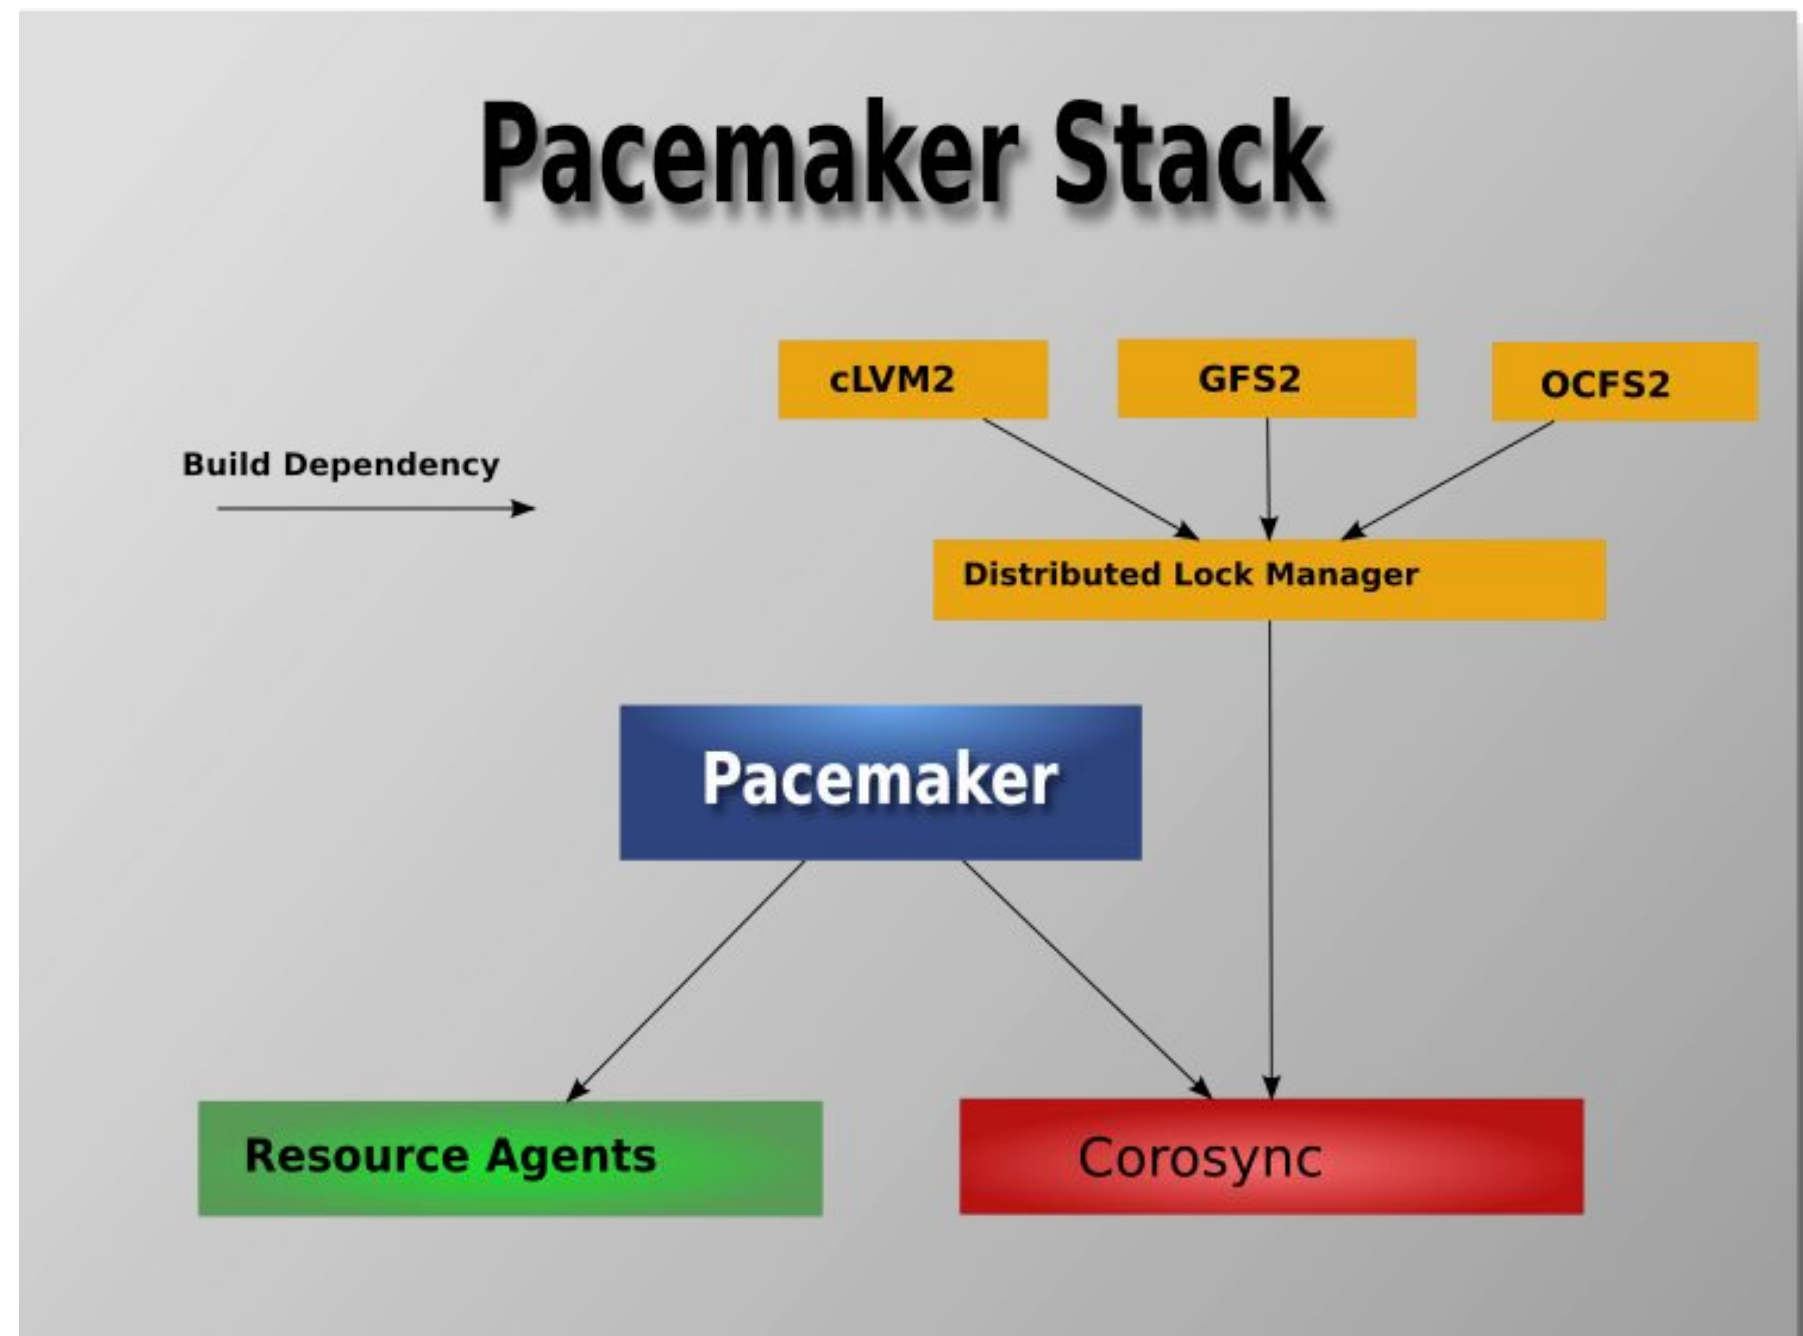 Pacemaker Stack
cLVM2
GFS2
OCFS2
Build Dependency
Distributed Lock Manager
Pacemaker
Resource Agents
Corosync